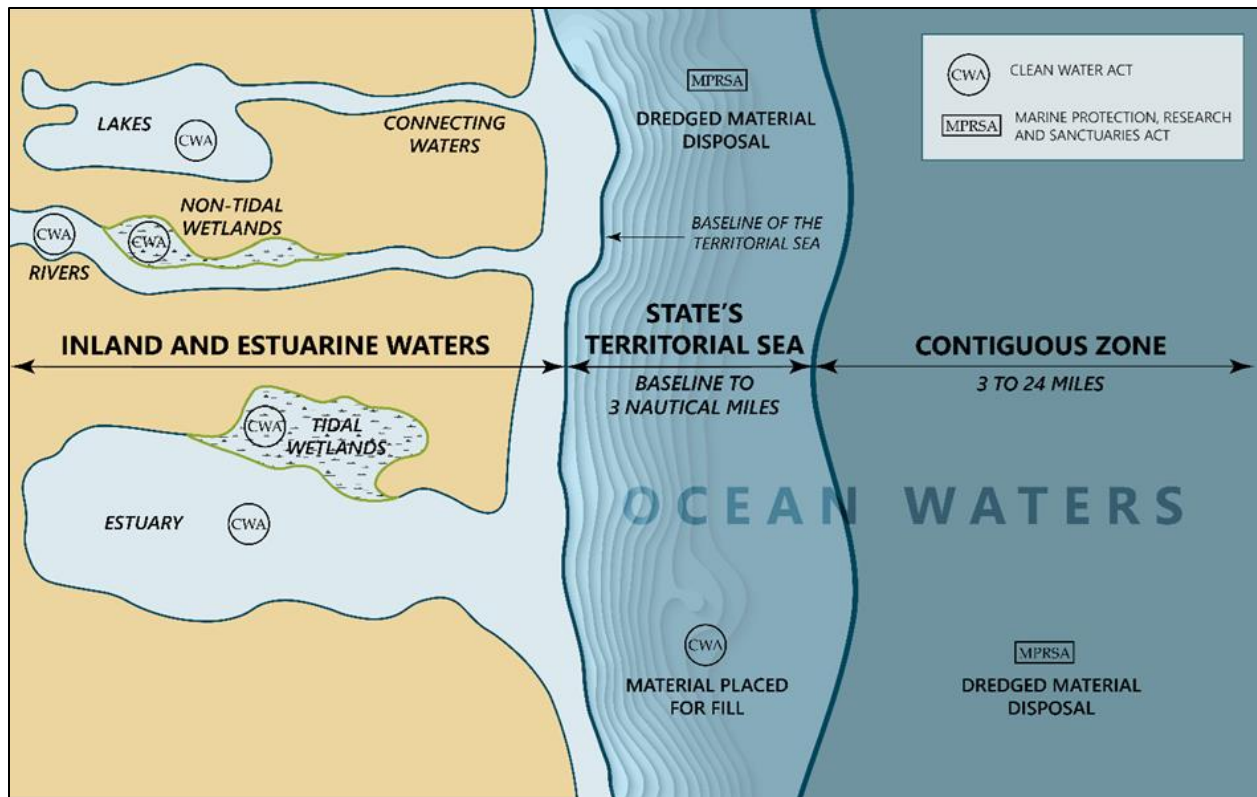 MPRSA
DREDGED MATERIAL
DISPOSAL
CWA
CLEAN WATER ACT
MPRSA
MARINE PROTECTION, RESEARCH
AND SANCTUARIES ACT
LAKES
CWA
CONNECTING
WATERS
NON-TIDAL
WETLANDS
CWA
CWA
RIVERS
BASELINE OF THE
TERRITORIAL SEA
INLAND AND ESTUARINE WATERS
STATE'S
TERRITORIAL SEA
BASELINE TO
3 NAUTICAL MILES
CONTIGUOUS ZONE
3 TO 24 MILES
CWA
TIDAL
WETLANDS
ESTUARY
CWA
OCEAN WATERS
CWA
MATERIAL PLACED
FOR FILL
MPRSA
DREDGED MATERIAL
DISPOSAL